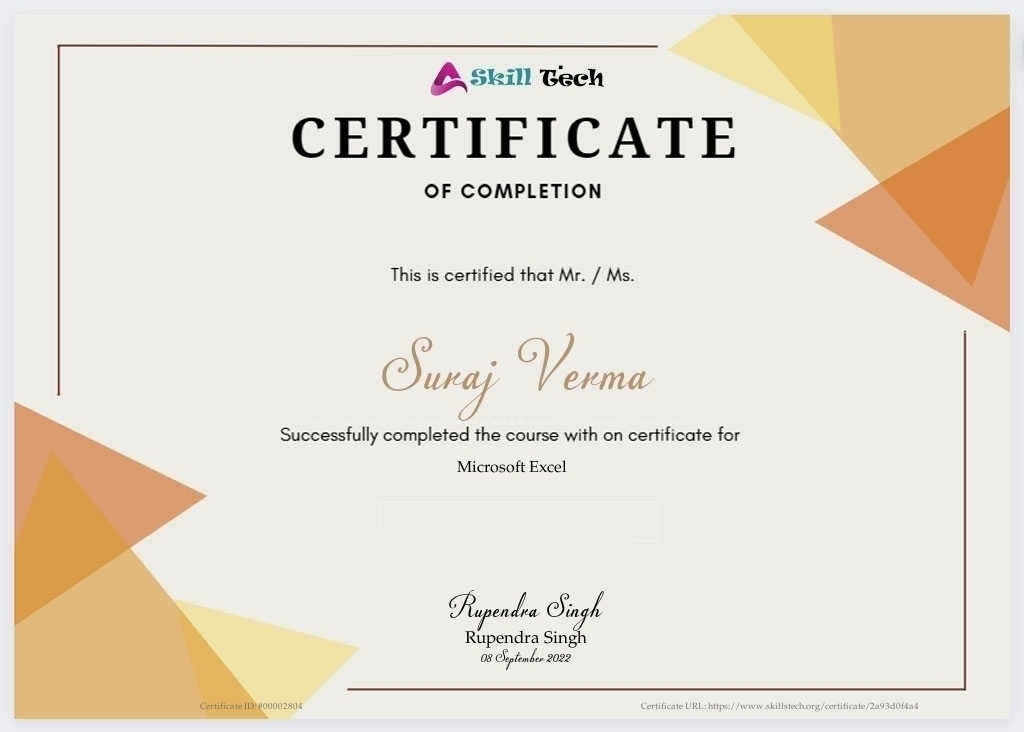 Skill Tech
CERTIFICATE
OF COMPLETION
This is certified that Mr. / Ms.
Suraj Verma
Successfully completed the course with on certificate for
Microsoft Excel
Rupendra Singh
Rupendra Singh
08 September 2022
Certificate ID: #00002804
Certificate URL: https://www.skillstech.org/certificate/2a93d0f4a4